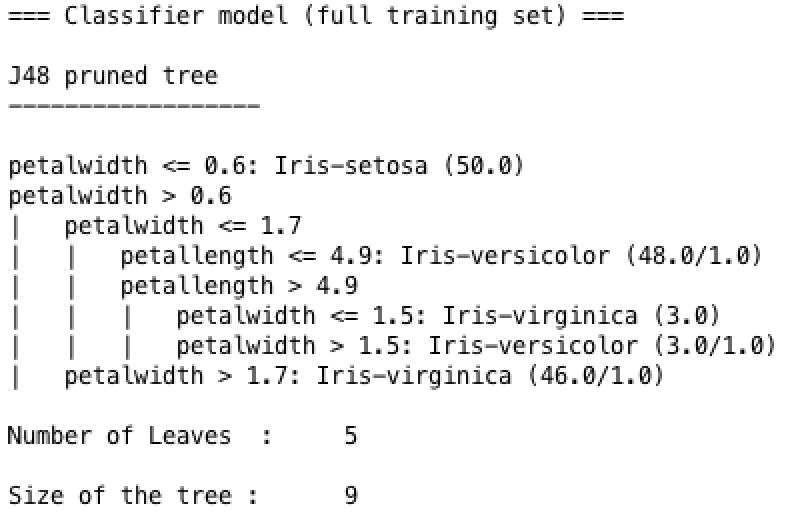 === Classifier model (full training set) ===
J48 pruned tree
------------------
petalwidth <= 0.6: Iris-setosa (50.0)
petalwidth > 0.6
|   petalwidth <= 1.7
|   |   petallength <= 4.9: Iris-versicolor (48.0/1.0)
|   |   petallength > 4.9
|   |   |   petalwidth <= 1.5: Iris-virginica (3.0)
|   |   |   petalwidth > 1.5: Iris-versicolor (3.0/1.0)
|   petalwidth > 1.7: Iris-virginica (46.0/1.0)
Number of Leaves  :     5
Size of the tree :      9